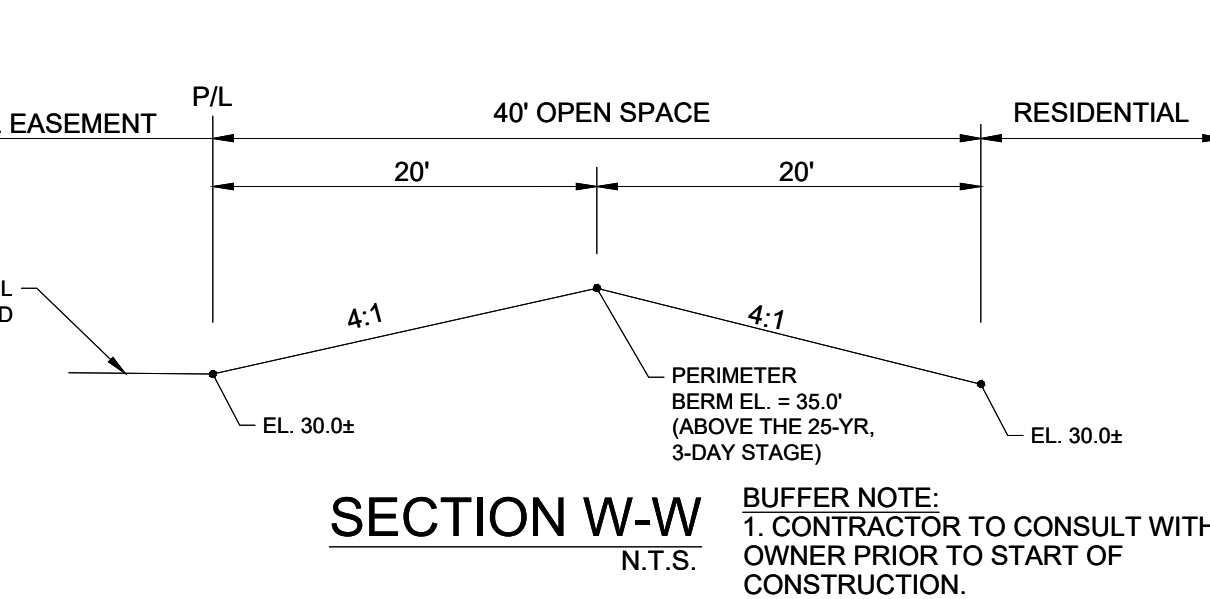 P/L
40' OPEN SPACE
RESIDENTIAL
EASEMENT
20'
20'
L
D
4:1
4:1
PERIMETER
BERM EL. = 35.0'
(ABOVE THE 25-YR,
3-DAY STAGE)
EL. 30.0±
EL. 30.0±
SECTION W-W
N.T.S.
BUFFER NOTE:
1. CONTRACTOR TO CONSULT WITH
OWNER PRIOR TO START OF
CONSTRUCTION.